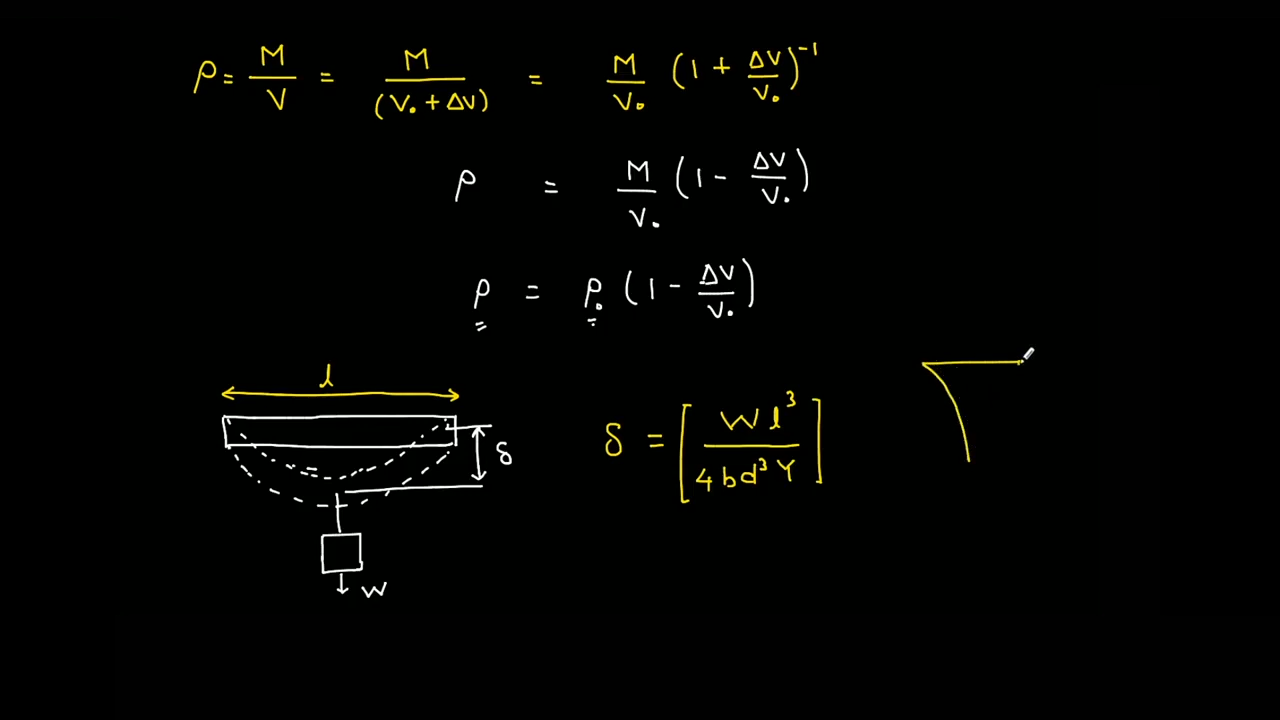 ρ = M/V = M/(V₀ + ΔV) = M/V₀ (1 + ΔV/V₀)⁻¹
ρ = M/V₀ (1 - ΔV/V₀)
ρ = ρ₀ (1 - ΔV/V₀)
l
δ
δ = [Wl³/4bd³Y]
W